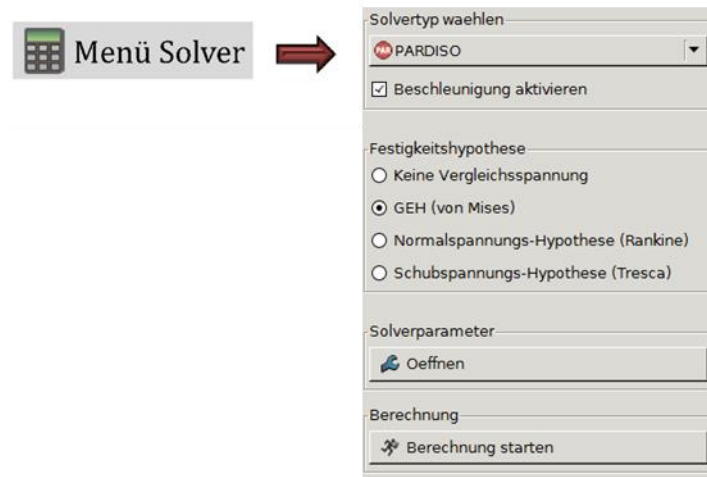 Menü Solver
Solvertyp waehlen
PAR PARDISO
Beschleunigung aktivieren
Festigkeitshypothese
Keine Vergleichsspannung
GEH (von Mises)
Normalspannungs-Hypothese (Rankine)
Schubspannungs-Hypothese (Tresca)
Solverparameter
Oeffnen
Berechnung
Berechnung starten